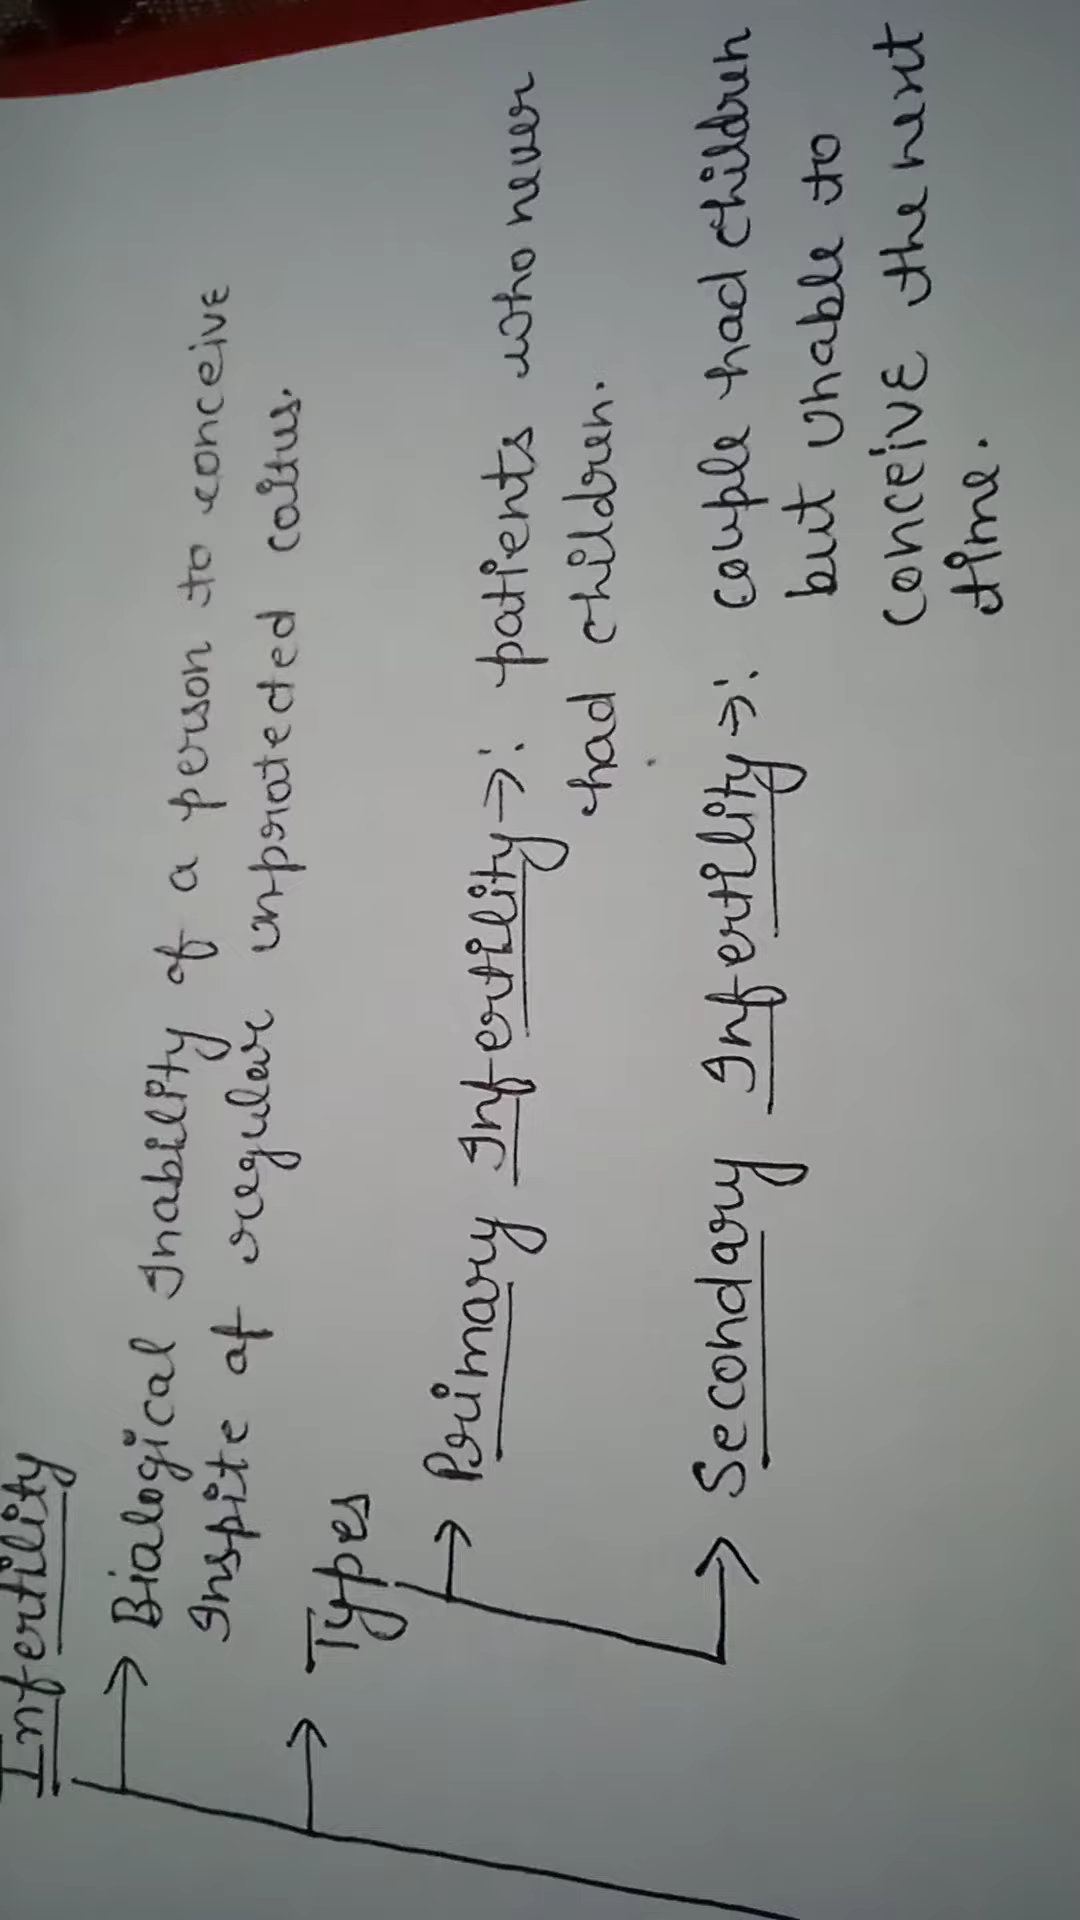 Infertility
→ Biological Inability of a person to conceive
Inspite of regular unprotected coitus.
→ Types
→ Primary Infertility →: patients who never
had children.
→ Secondary Infertility →: couple had children
but unable to
conceive the next
time.